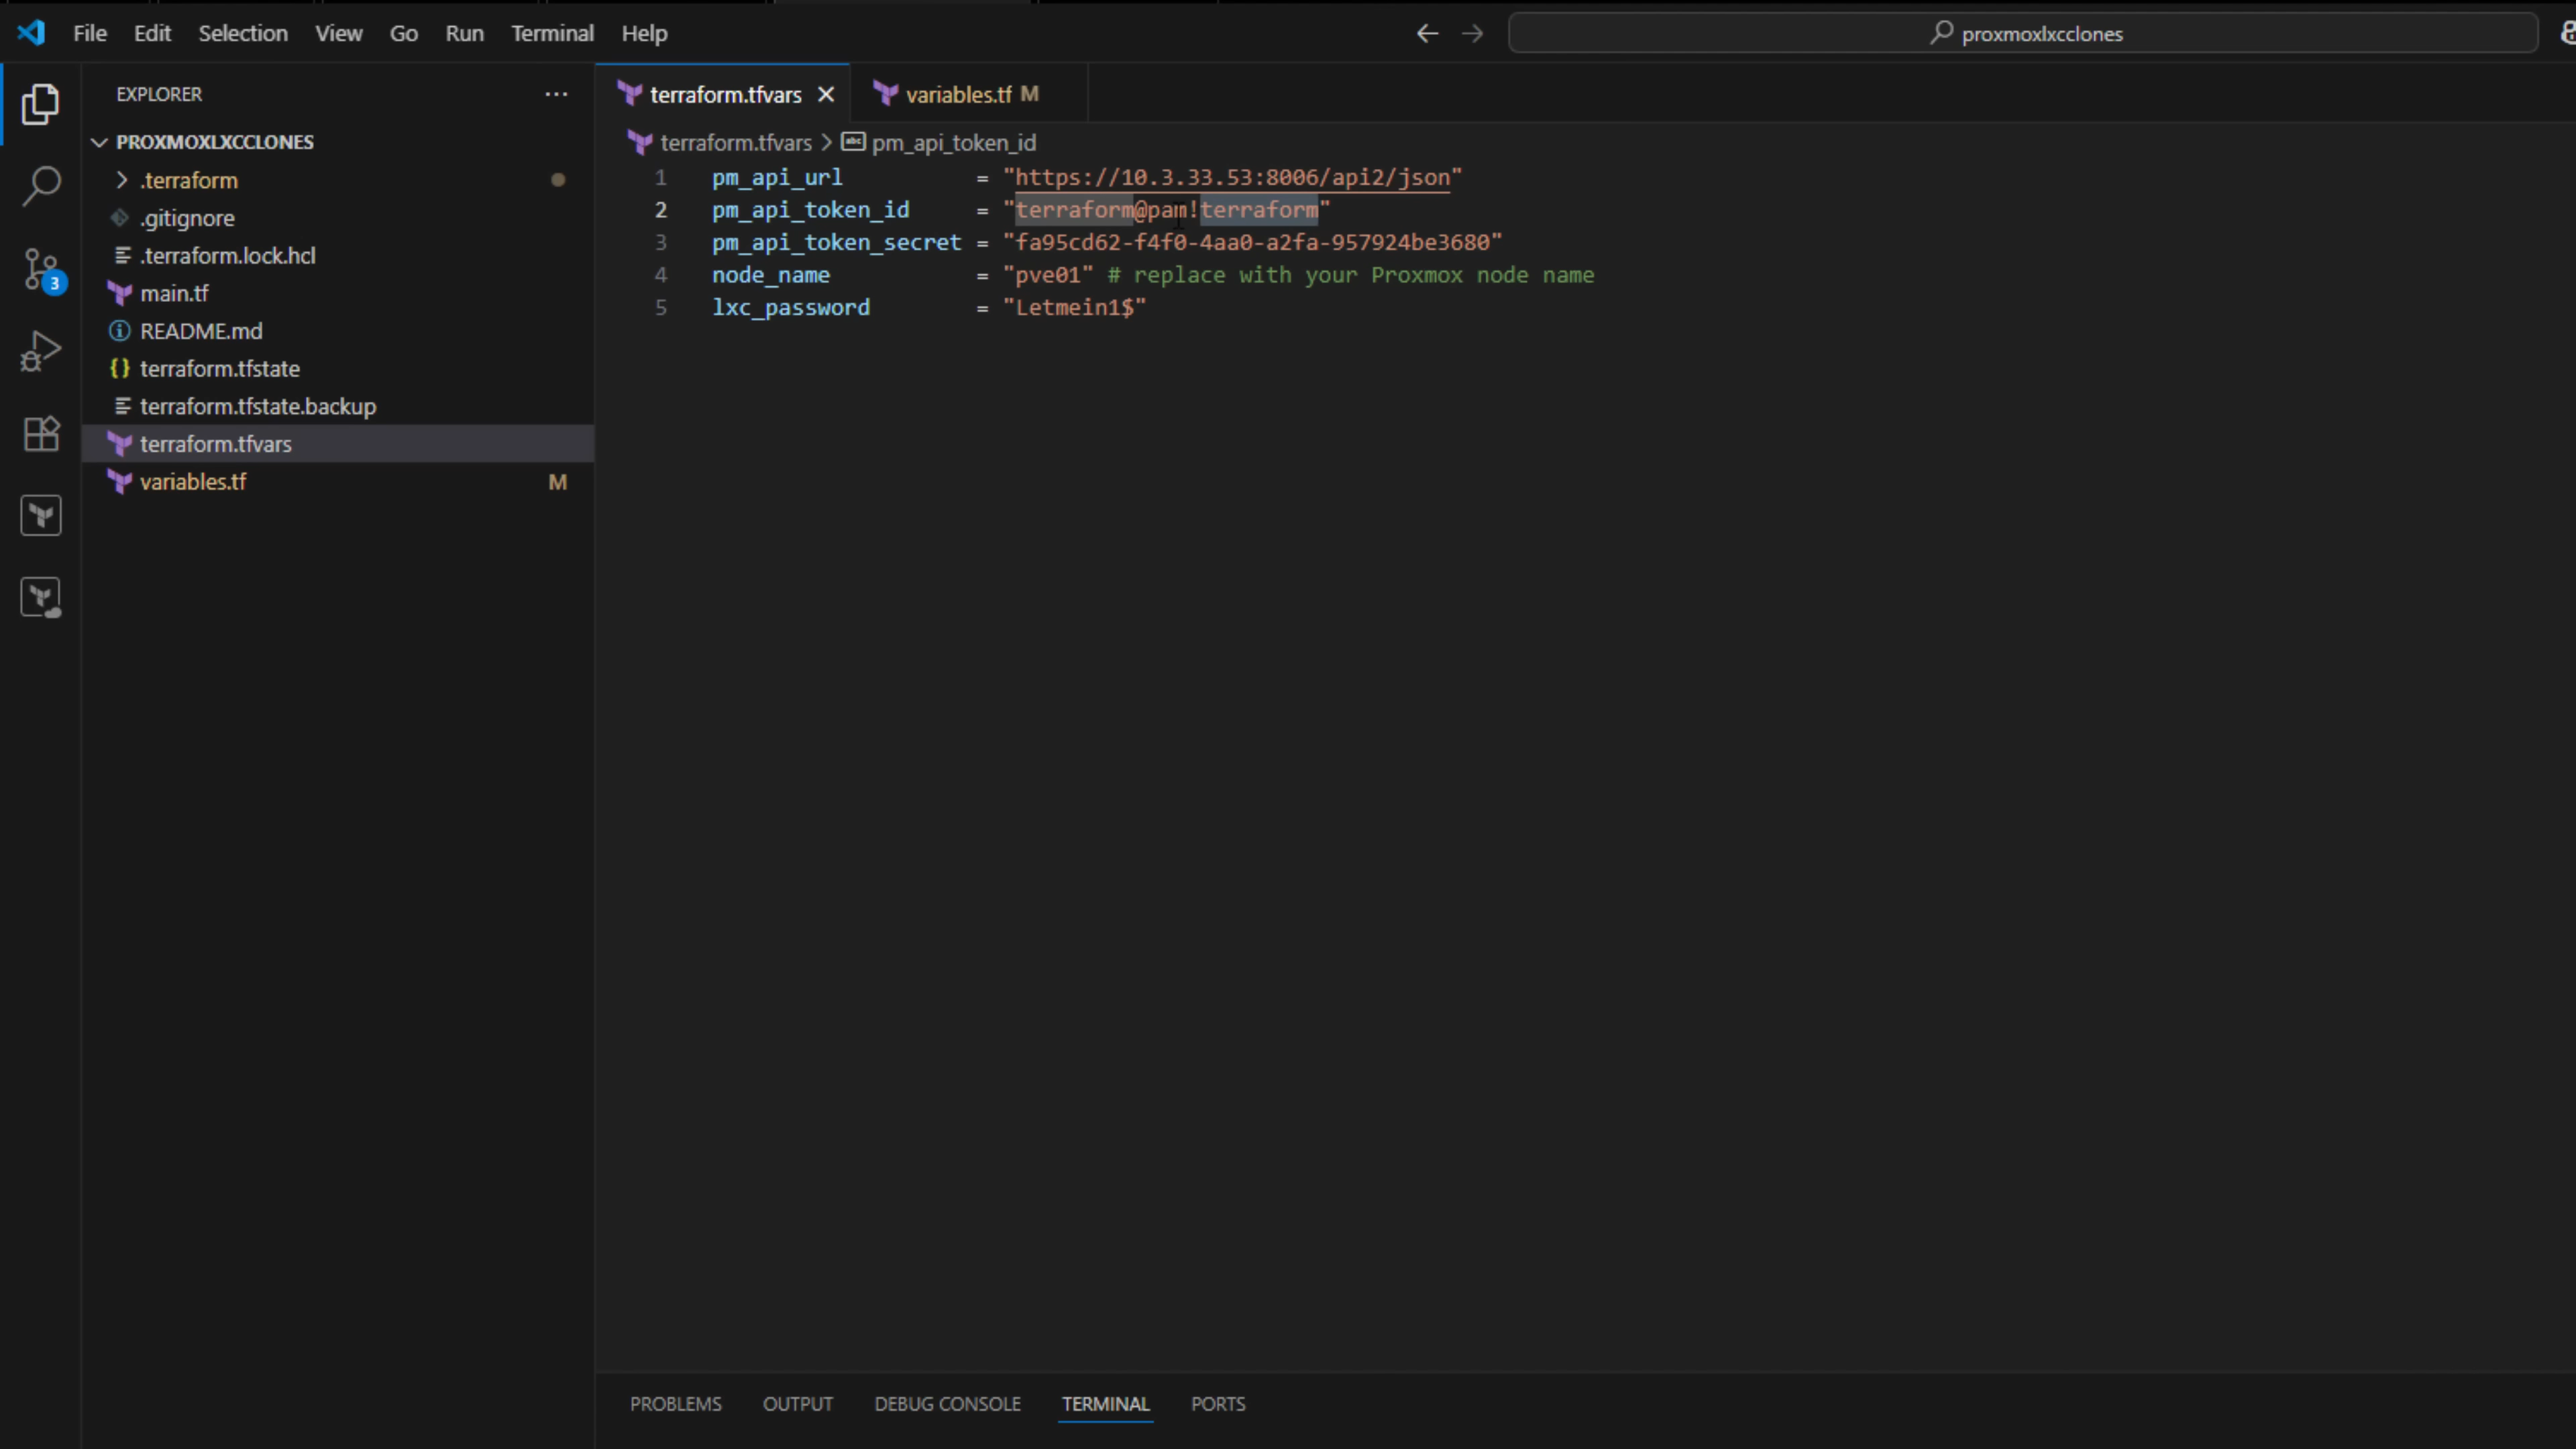 File Edit Selection View Go Run Terminal Help
proxmoxlxcclones
EXPLORER
PROXMOXLXCCLONES
.terraform
.gitignore
.terraform.lock.hcl
main.tf
README.md
terraform.tfstate
terraform.tfstate.backup
terraform.tfvars
variables.tf M
3
terraform.tfvars
variables.tf M
terraform.tfvars > pm_api_token_id
1 pm_api_url = "https://10.3.33.53:8006/api2/json"
2 pm_api_token_id = "terraform@pam!terraform"
3 pm_api_token_secret = "fa95cd62-f4f0-4aa0-a2fa-957924be3680"
4 node_name = "pve01" # replace with your Proxmox node name
5 lxc_password = "Letmein1$"
PROBLEMS OUTPUT DEBUG CONSOLE TERMINAL PORTS